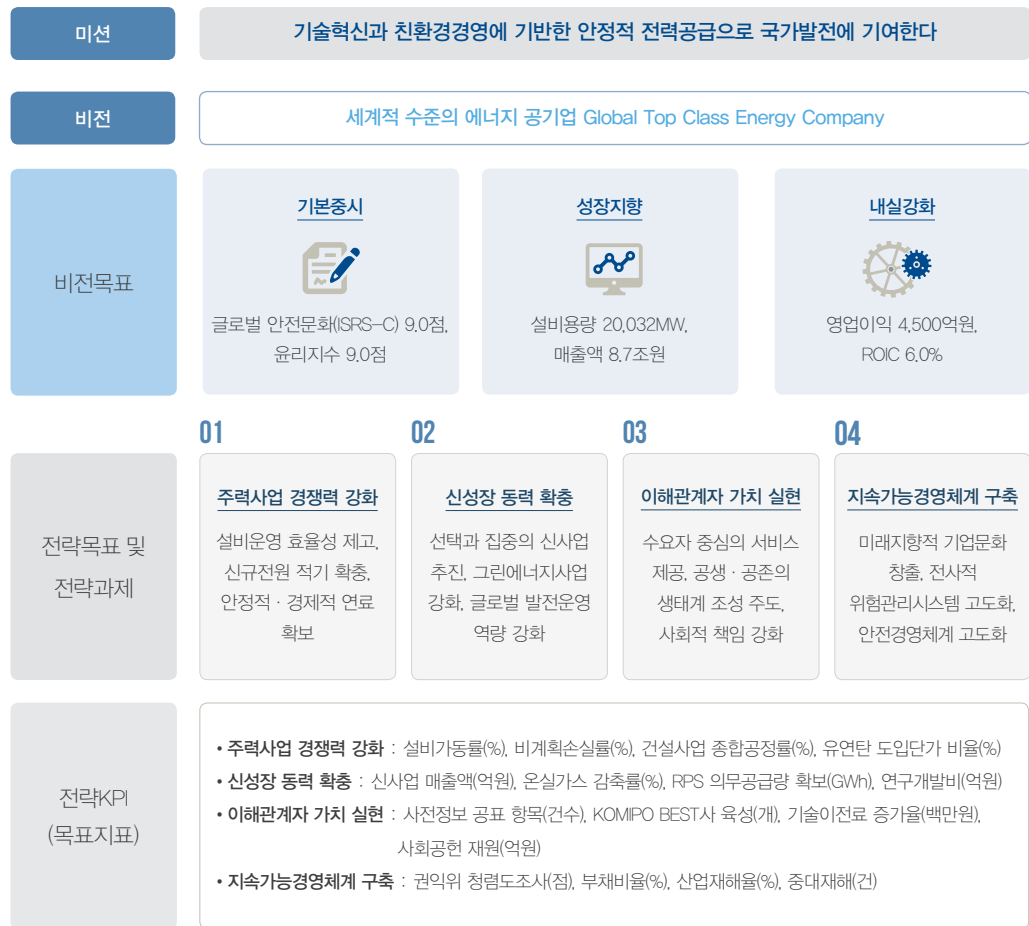 미션
기술혁신과 친환경경영에 기반한 안정적 전력공급으로 국가발전에 기여한다
비전
세계적 수준의 에너지 공기업 Global Top Class Energy Company
비전목표
기본중시
글로벌 안전문화(ISRS-C) 9.0점,
윤리지수 9.0점
성장지향
설비용량 20,032MW,
매출액 8.7조원
내실강화
영업이익 4,500억원,
ROIC 6.0%
전략목표 및
전략과제
01
주력사업 경쟁력 강화
설비운영 효율성 제고,
신규전원 적기 확충,
안정적 · 경제적 연료
확보
02
신성장 동력 확충
선택과 집중의 신사업
추진, 그린에너지사업
강화, 글로벌 발전운영
역량 강화
03
이해관계자 가치 실현
수요자 중심의 서비스
제공, 공생 · 공존의
생태계 조성 주도,
사회적 책임 강화
04
지속가능경영체계 구축
미래지향적 기업문화
창출, 전사적
위험관리시스템 고도화,
안전경영체계 고도화
전략KPI
(목표지표)
• 주력사업 경쟁력 강화 : 설비가동률(%), 비계획손실률(%), 건설사업 종합공정률(%), 유연탄 도입단가 비율(%)
• 신성장 동력 확충 : 신사업 매출액(억원), 온실가스 감축률(%), RPS 의무공급량 확보(GWh), 연구개발비(억원)
• 이해관계자 가치 실현 : 사전정보 공표 항목(건수), KOMIPO BEST사 육성(개), 기술이전료 증가율(백만원),
사회공헌 재원(억원)
• 지속가능경영체계 구축 : 권익위 청렴도조사(점), 부채비율(%), 산업재해율(%), 중대재해(건)